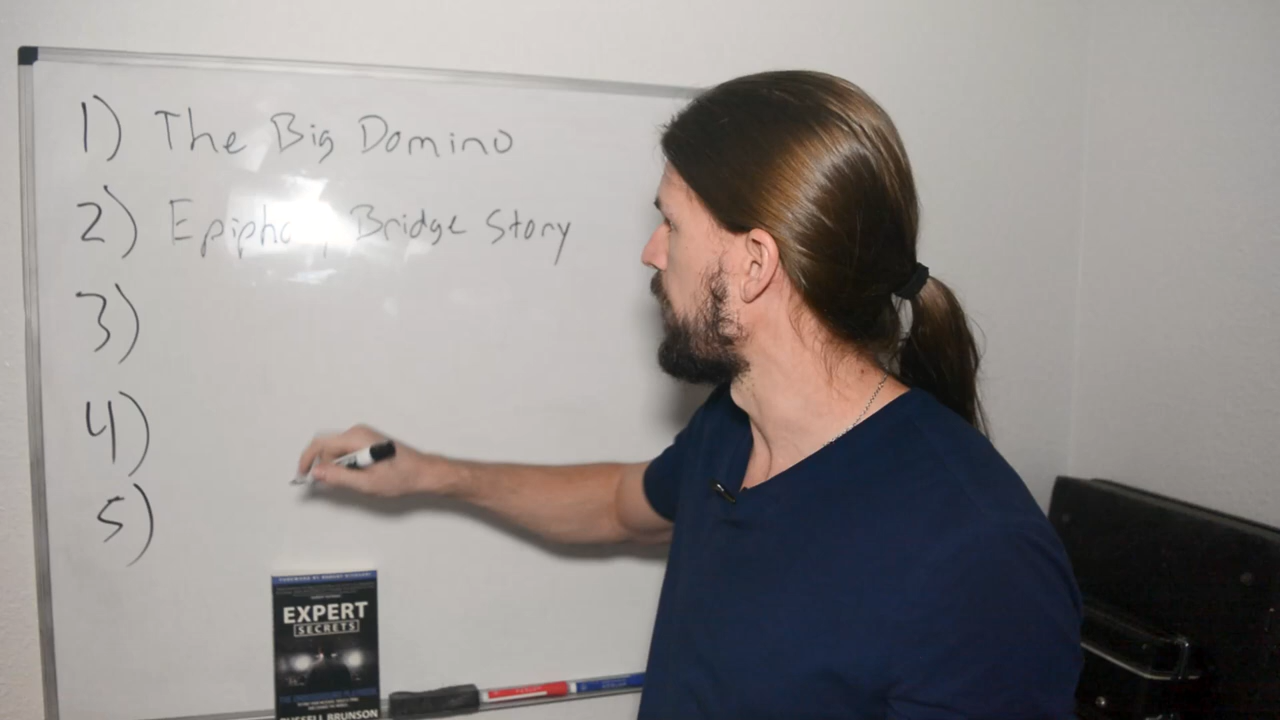 1) The Big Domino
2) Epiphany Bridge Story
3)
4)
5)
EXPERT
SECRETS
RUSSELL BRUNSON